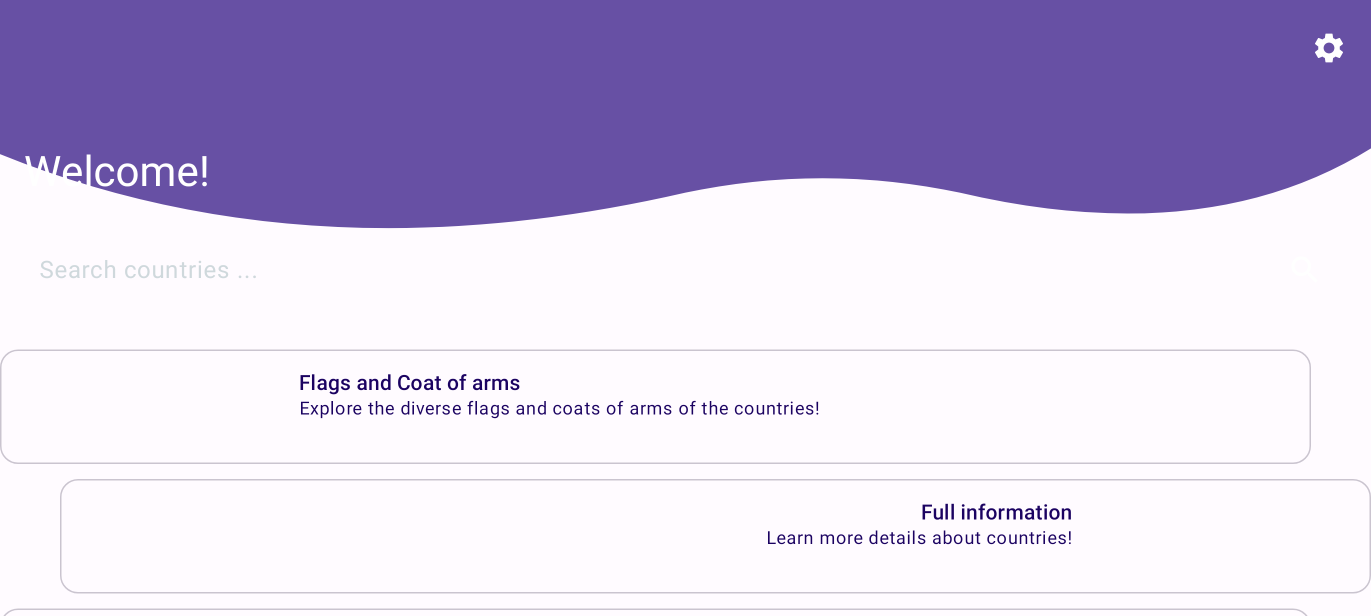 Welcome!
Search countries ...
Flags and Coat of arms
Explore the diverse flags and coats of arms of the countries!
Full information
Learn more details about countries!